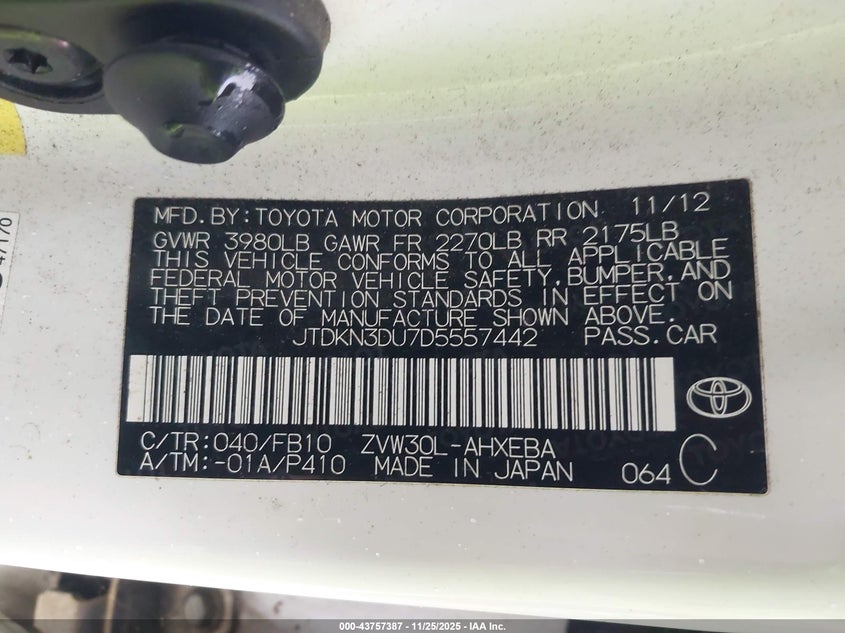 MFD. BY: TOYOTA MOTOR CORPORATION 11/12
GVWR 3980LB GAWR FR 2270LB RR 2175LB
THIS VEHICLE CONFORMS TO ALL APPLICABLE
FEDERAL MOTOR VEHICLE SAFETY, BUMPER, AND
THEFT PREVENTION STANDARDS IN EFFECT ON
THE DATE OF MANUFACTURE SHOWN ABOVE.
JTDKN3DU7D5557442 PASS. CAR
C/TR: 040/FB10 ZVW30L-AHXEBA
A/TM: -01A/P410 MADE IN JAPAN 064 C
000-43757387 - 11/25/2025 - IAA Inc.